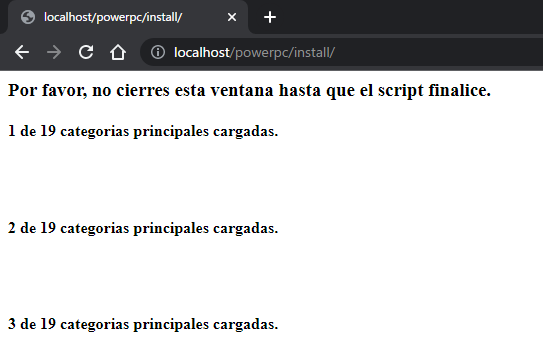 localhost/powerpc/install/
localhost/powerpc/install/
Por favor, no cierres esta ventana hasta que el script finalice.
1 de 19 categorias principales cargadas.
2 de 19 categorias principales cargadas.
3 de 19 categorias principales cargadas.